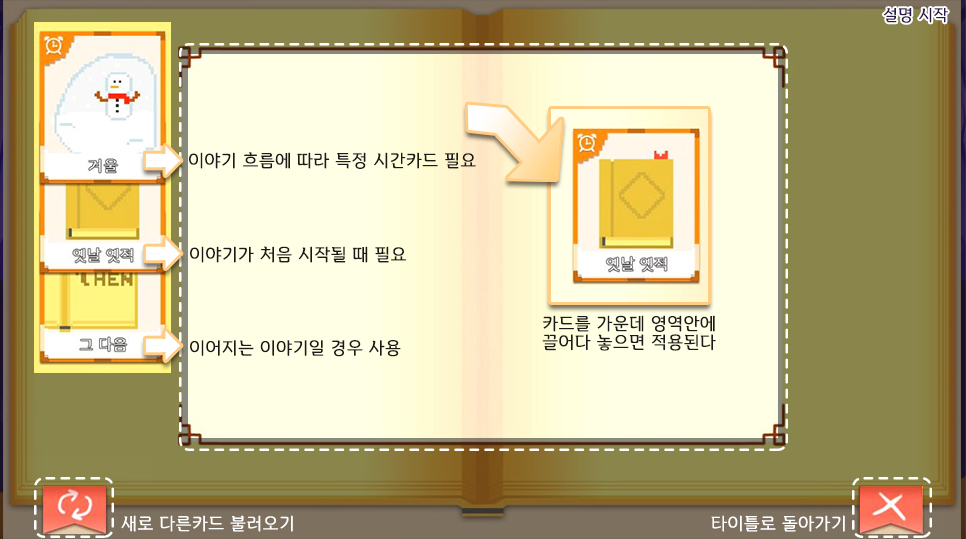 설명 시작
겨울
이야기 흐름에 따라 특정 시간카드 필요
옛날 옛적
이야기가 처음 시작될 때 필요
THEN
그 다음
이어지는 이야기일 경우 사용
옛날 옛적
카드를 가운데 영역안에
끌어다 놓으면 적용된다
새로 다른카드 불러오기
타이틀로 돌아가기